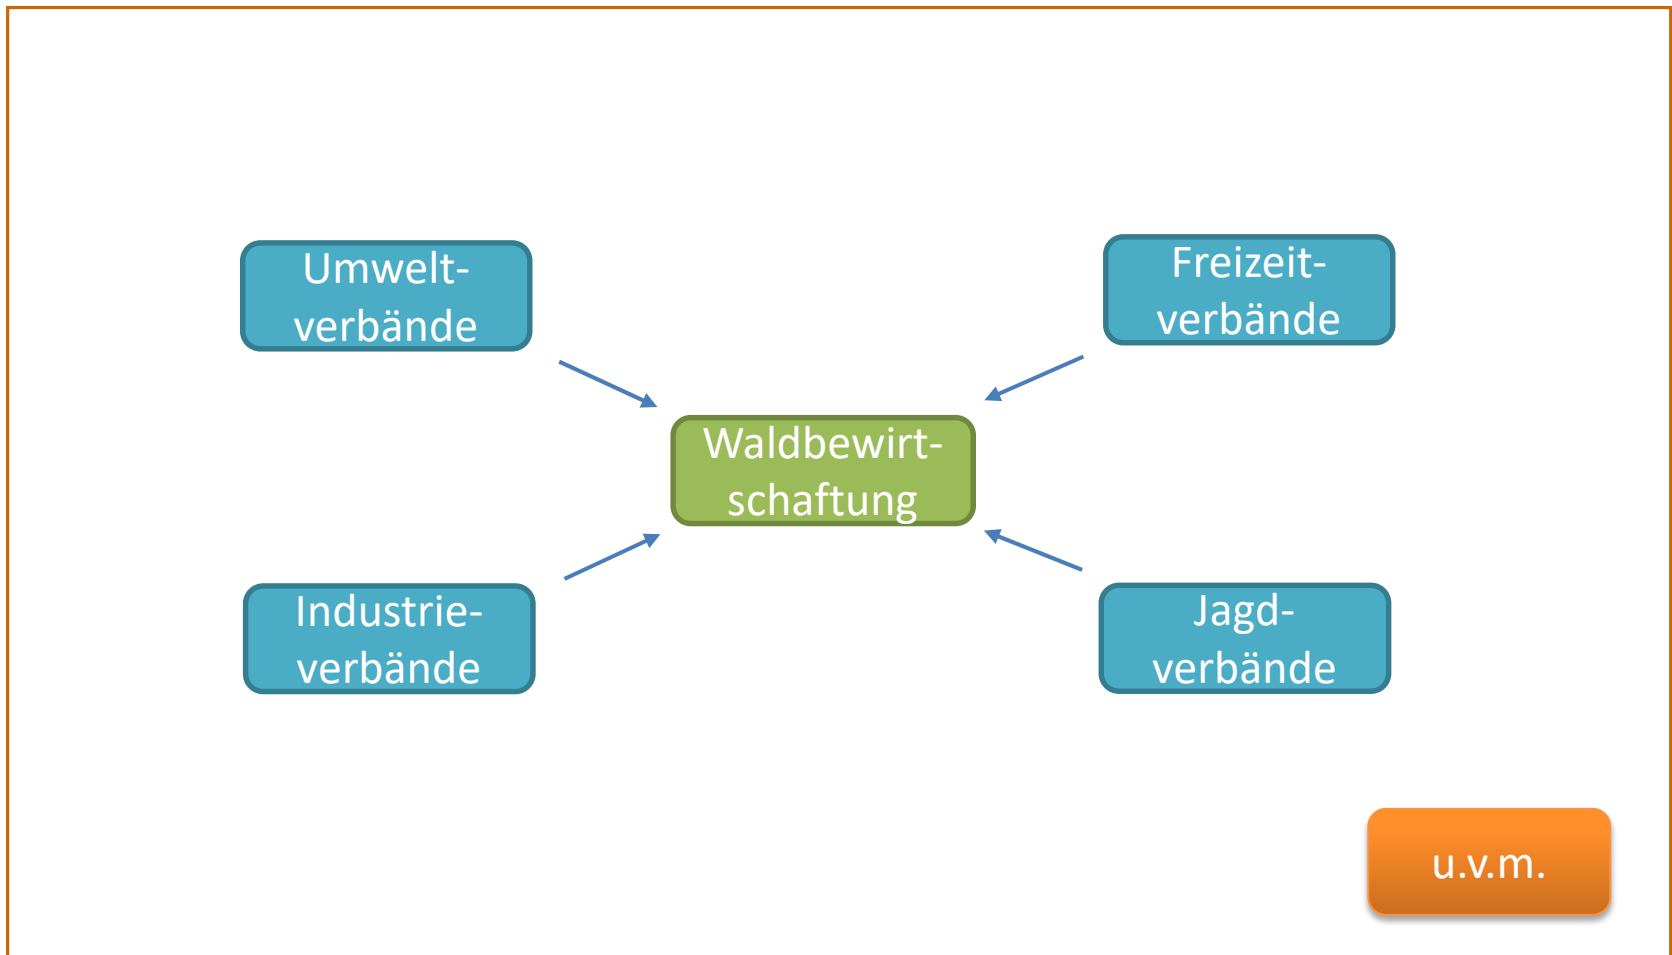 Umwelt-
verbände
Freizeit-
verbände
Waldbewirt-
schaftung
Industrie-
verbände
Jagd-
verbände
u.v.m.